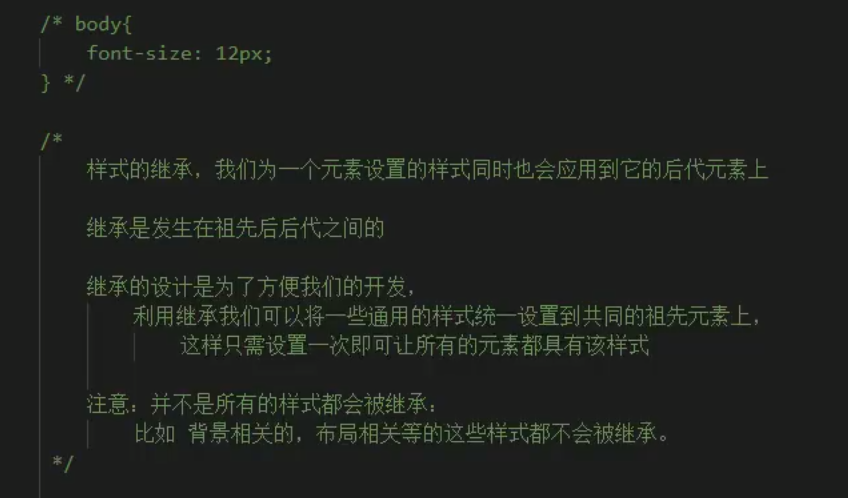 /* body{
font-size: 12px;
} */
/*
样式的继承，我们为一个元素设置的样式同时也会应用到它的后代元素上
继承是发生在祖先后后代之间的
继承的设计是为了方便我们的开发，
利用继承我们可以将一些通用的样式统一设置到共同的祖先元素上，
这样只需设置一次即可让所有的元素都具有该样式
注意：并不是所有的样式都会被继承：
比如 背景相关的，布局相关等的这些样式都不会被继承。
*/